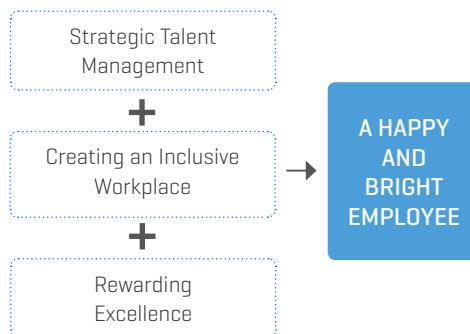 Strategic Talent
Management
+
Creating an Inclusive
Workplace
+
Rewarding
Excellence
A HAPPY
AND
BRIGHT
EMPLOYEE